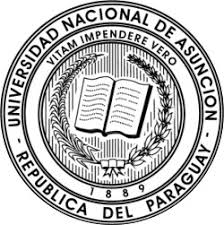 UNIVERSIDAD NACIONAL DE ASUNCION
VITAM IMPENDERE VERO
1889
- REPUBLICA DEL PARAGUAY -